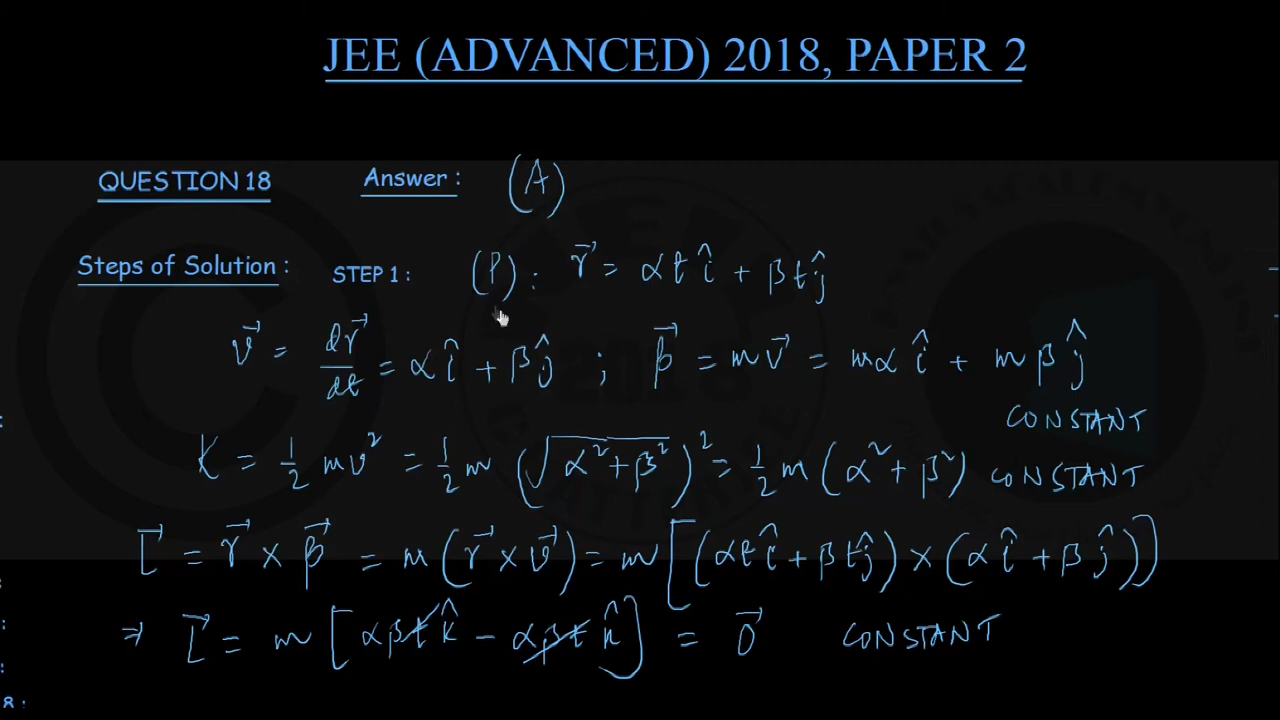 JEE (ADVANCED) 2018, PAPER 2
QUESTION 18 Answer : (A)
Steps of Solution : STEP 1 : (P) : r⃗ = αt î + βt ĵ
v⃗ = dr⃗/dt = α î + β ĵ ; p⃗ = m v⃗ = mα î + mβ ĵ
CONSTANT
K = 1/2 mv² = 1/2 m (√(α² + β²))² = 1/2 m (α² + β²) CONSTANT
L⃗ = r⃗ × p⃗ = m (r⃗ × v⃗) = m [(αt î + βt ĵ) × (α î + β ĵ)]
⇒ L⃗ = m [αβt k̂ − αβt k̂] = 0⃗ CONSTANT
8 :